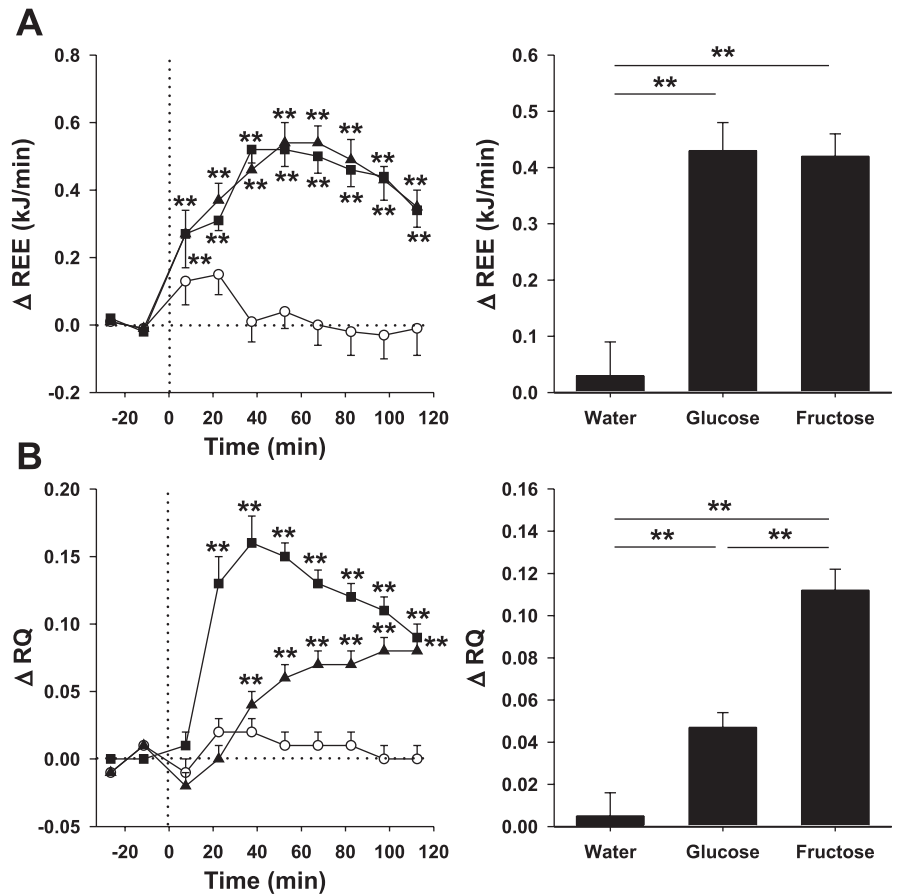 A
Δ REE (kJ/min)
0.8
0.6
0.4
0.2
0.0
-0.2
** ** ** ** ** ** ** **
** ** ** ** ** ** ** **
-20 0 20 40 60 80 100 120
Time (min)
Δ REE (kJ/min)
0.6
0.5
0.4
0.3
0.2
0.1
0.0
**
**
Water Glucose Fructose
B
Δ RQ
0.20
0.15
0.10
0.05
0.00
-0.05
** ** ** ** ** ** **
** ** ** ** ** **
-20 0 20 40 60 80 100 120
Time (min)
Δ RQ
0.16
0.14
0.12
0.10
0.08
0.06
0.04
0.02
0.00
**
** **
Water Glucose Fructose